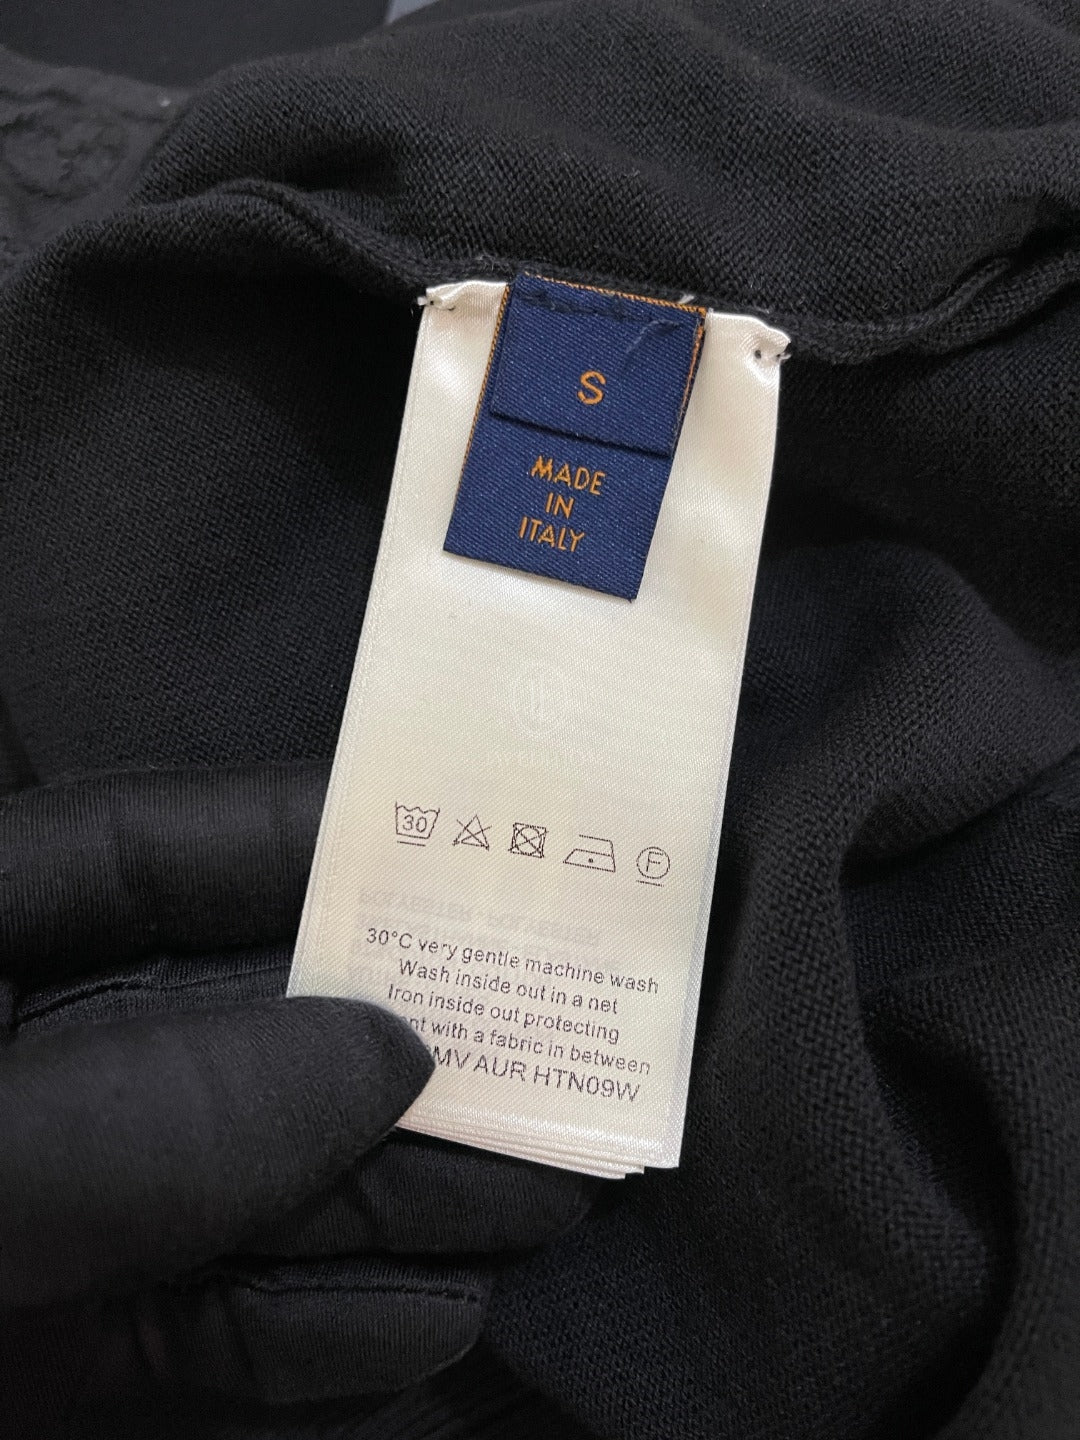 S
MADE
IN
ITALY
30
F
30°C very gentle machine wash
Wash inside out in a net
Iron inside out protecting
with a fabric in between
AUR HTN09W